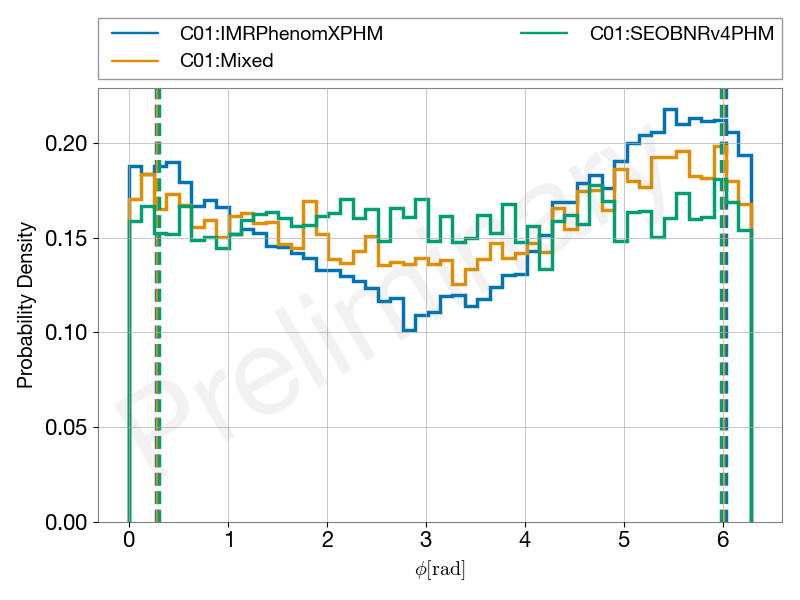 C01:IMRPhenomXPHM
C01:Mixed
C01:SEOBNRv4PHM
Preliminary
Probability Density
0.20
0.15
0.10
0.05
0.00
0 1 2 3 4 5 6
ϕ[rad]